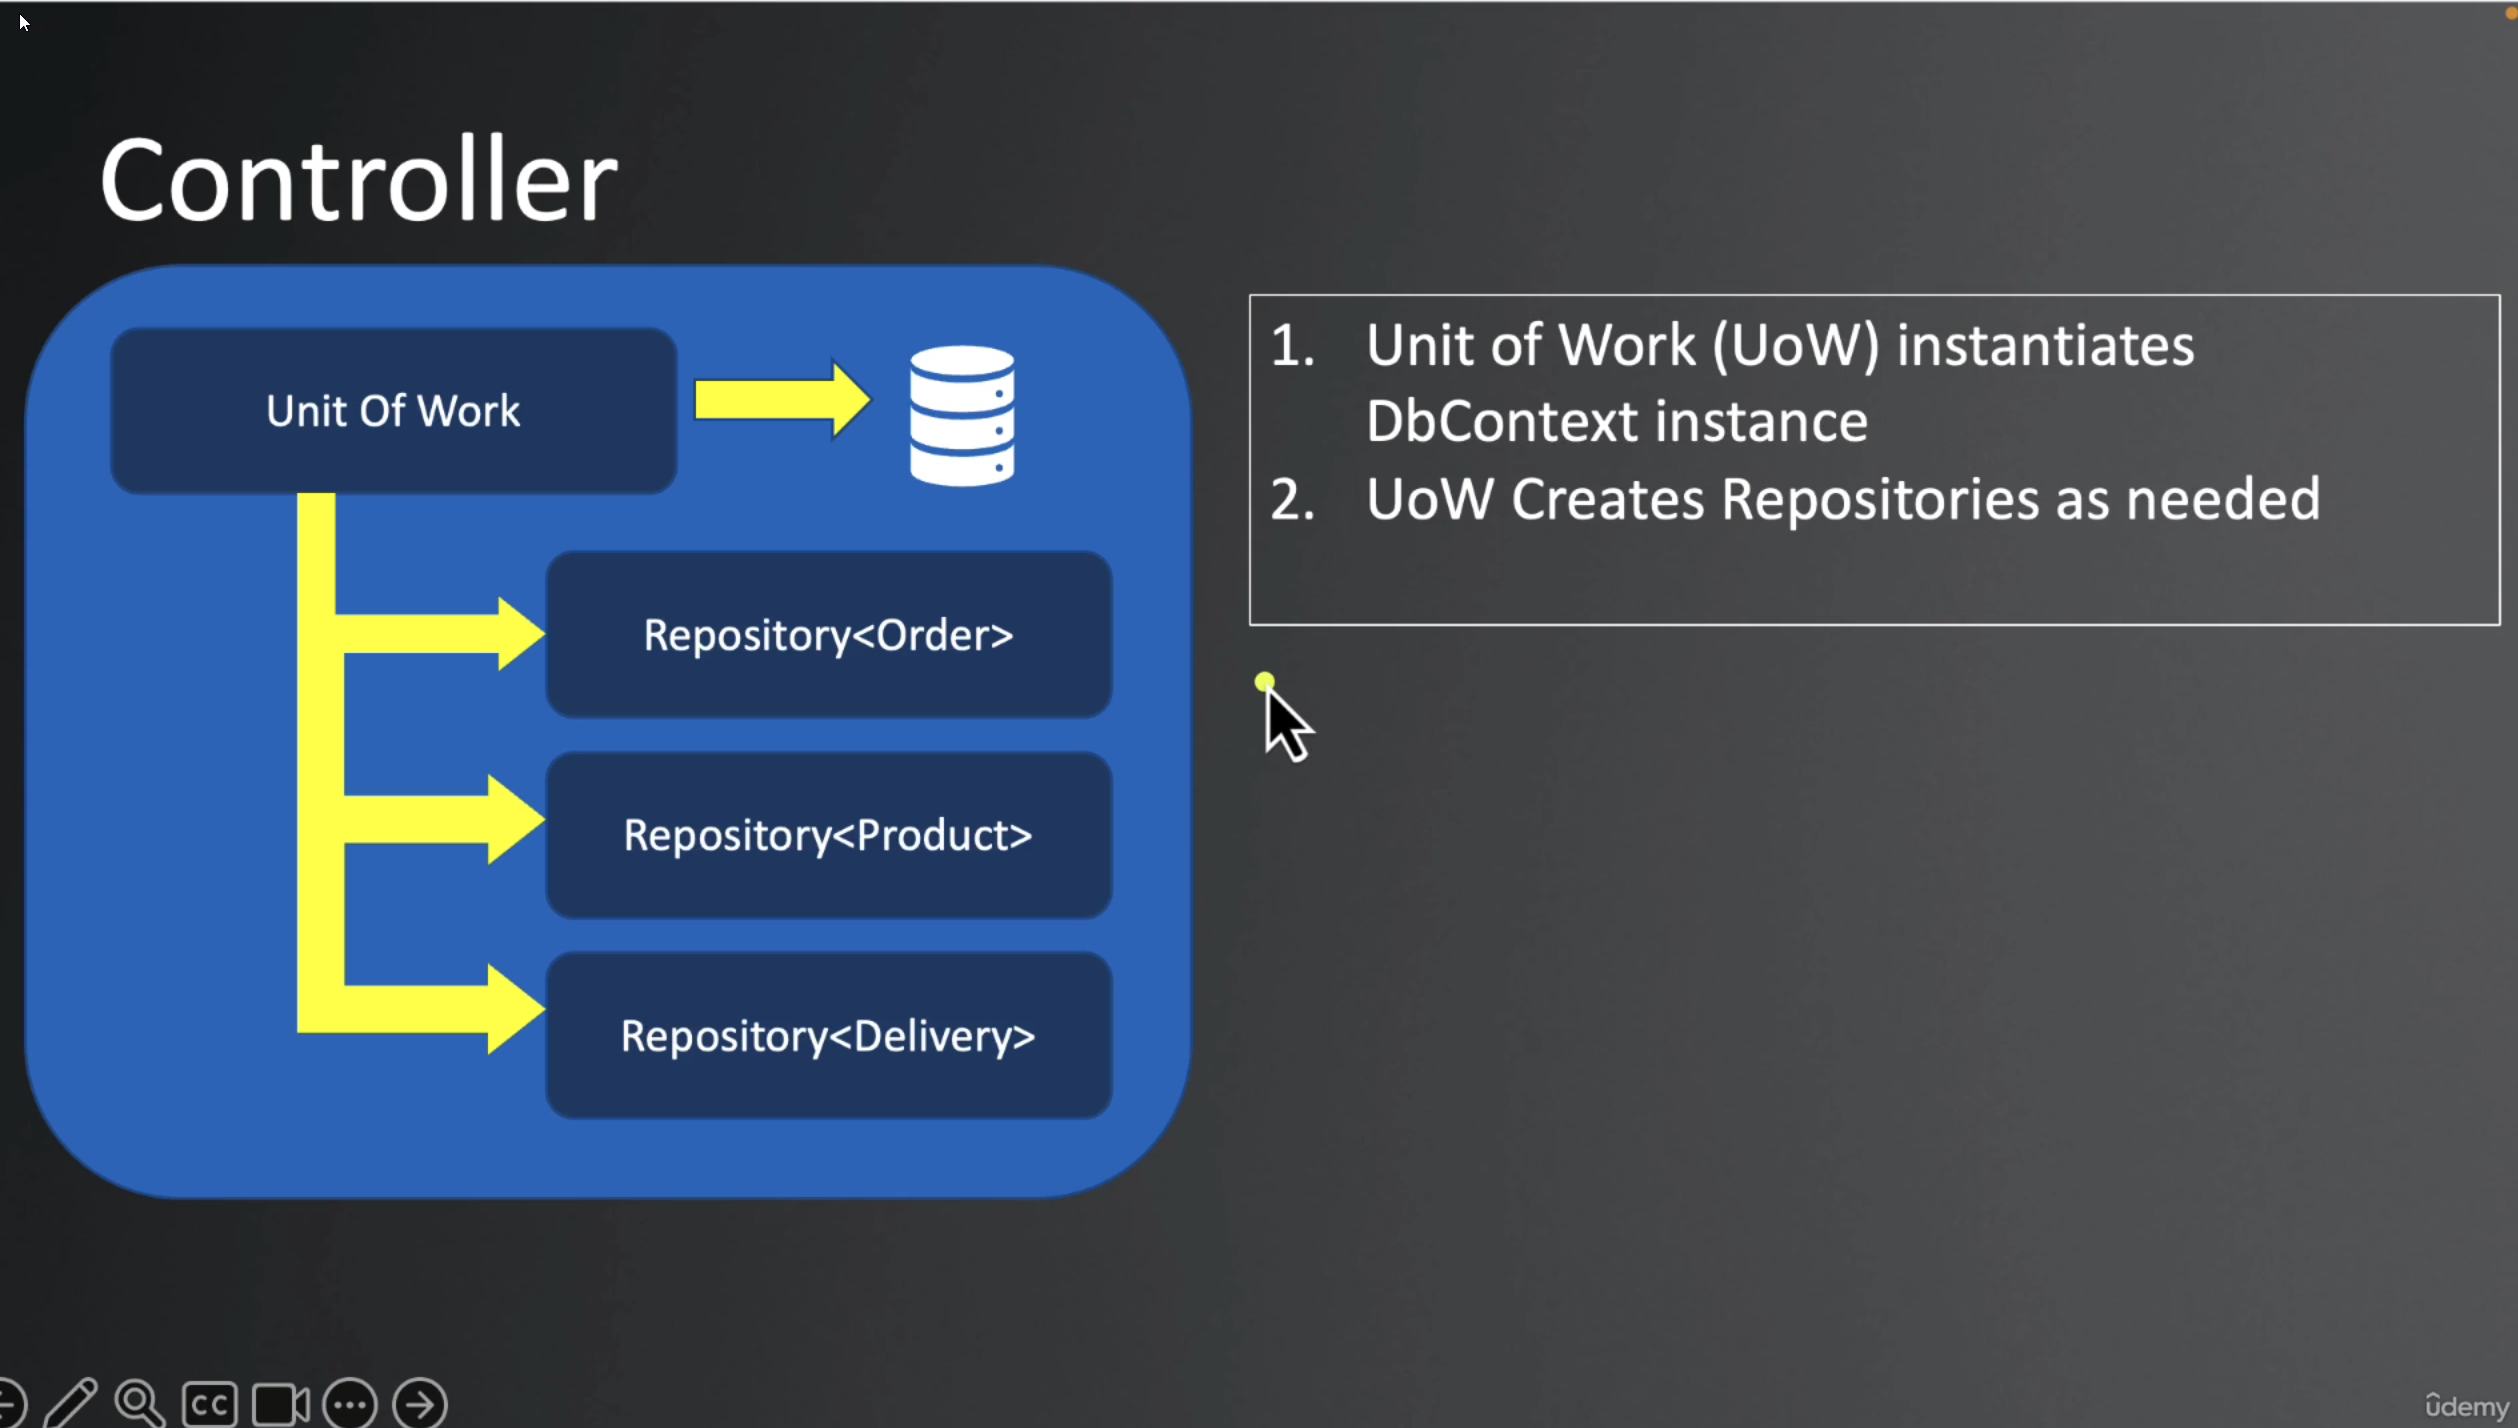 Controller
Unit Of Work
Repository<Order>
Repository<Product>
Repository<Delivery>
1. Unit of Work (UoW) instantiates
DbContext instance
2. UoW Creates Repositories as needed
CC
ûdemy